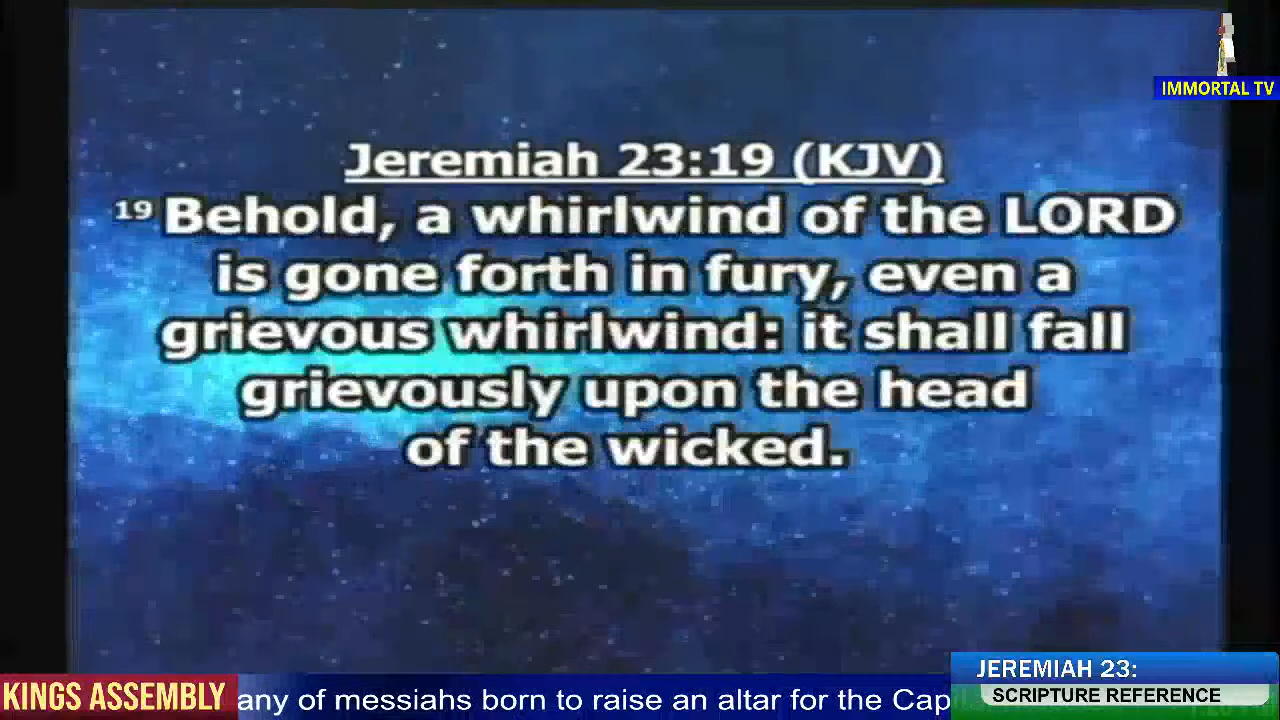 IMMORTAL TV
Jeremiah 23:19 (KJV)
19 Behold, a whirlwind of the LORD
is gone forth in fury, even a
grievous whirlwind: it shall fall
grievously upon the head
of the wicked.
JEREMIAH 23:
SCRIPTURE REFERENCE
KINGS ASSEMBLY
any of messiahs born to raise an altar for the Cap